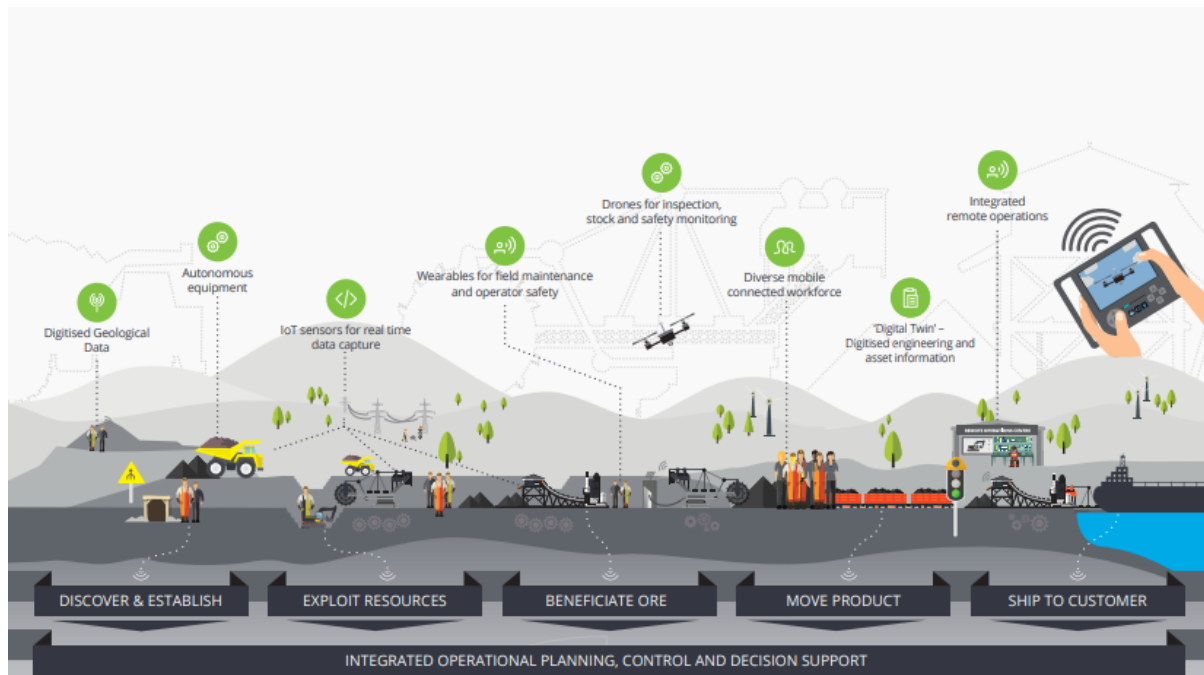 Drones for inspection,
stock and safety monitoring
Integrated
remote operations
Autonomous
equipment
Wearables for field maintenance
and operator safety
Diverse mobile
connected workforce
Digitised Geological
Data
IoT sensors for real time
data capture
'Digital Twin' –
Digitised engineering and
asset information
REMOTE OPERATIONS CENTRE
DISCOVER & ESTABLISH
EXPLOIT RESOURCES
BENEFICIATE ORE
MOVE PRODUCT
SHIP TO CUSTOMER
INTEGRATED OPERATIONAL PLANNING, CONTROL AND DECISION SUPPORT